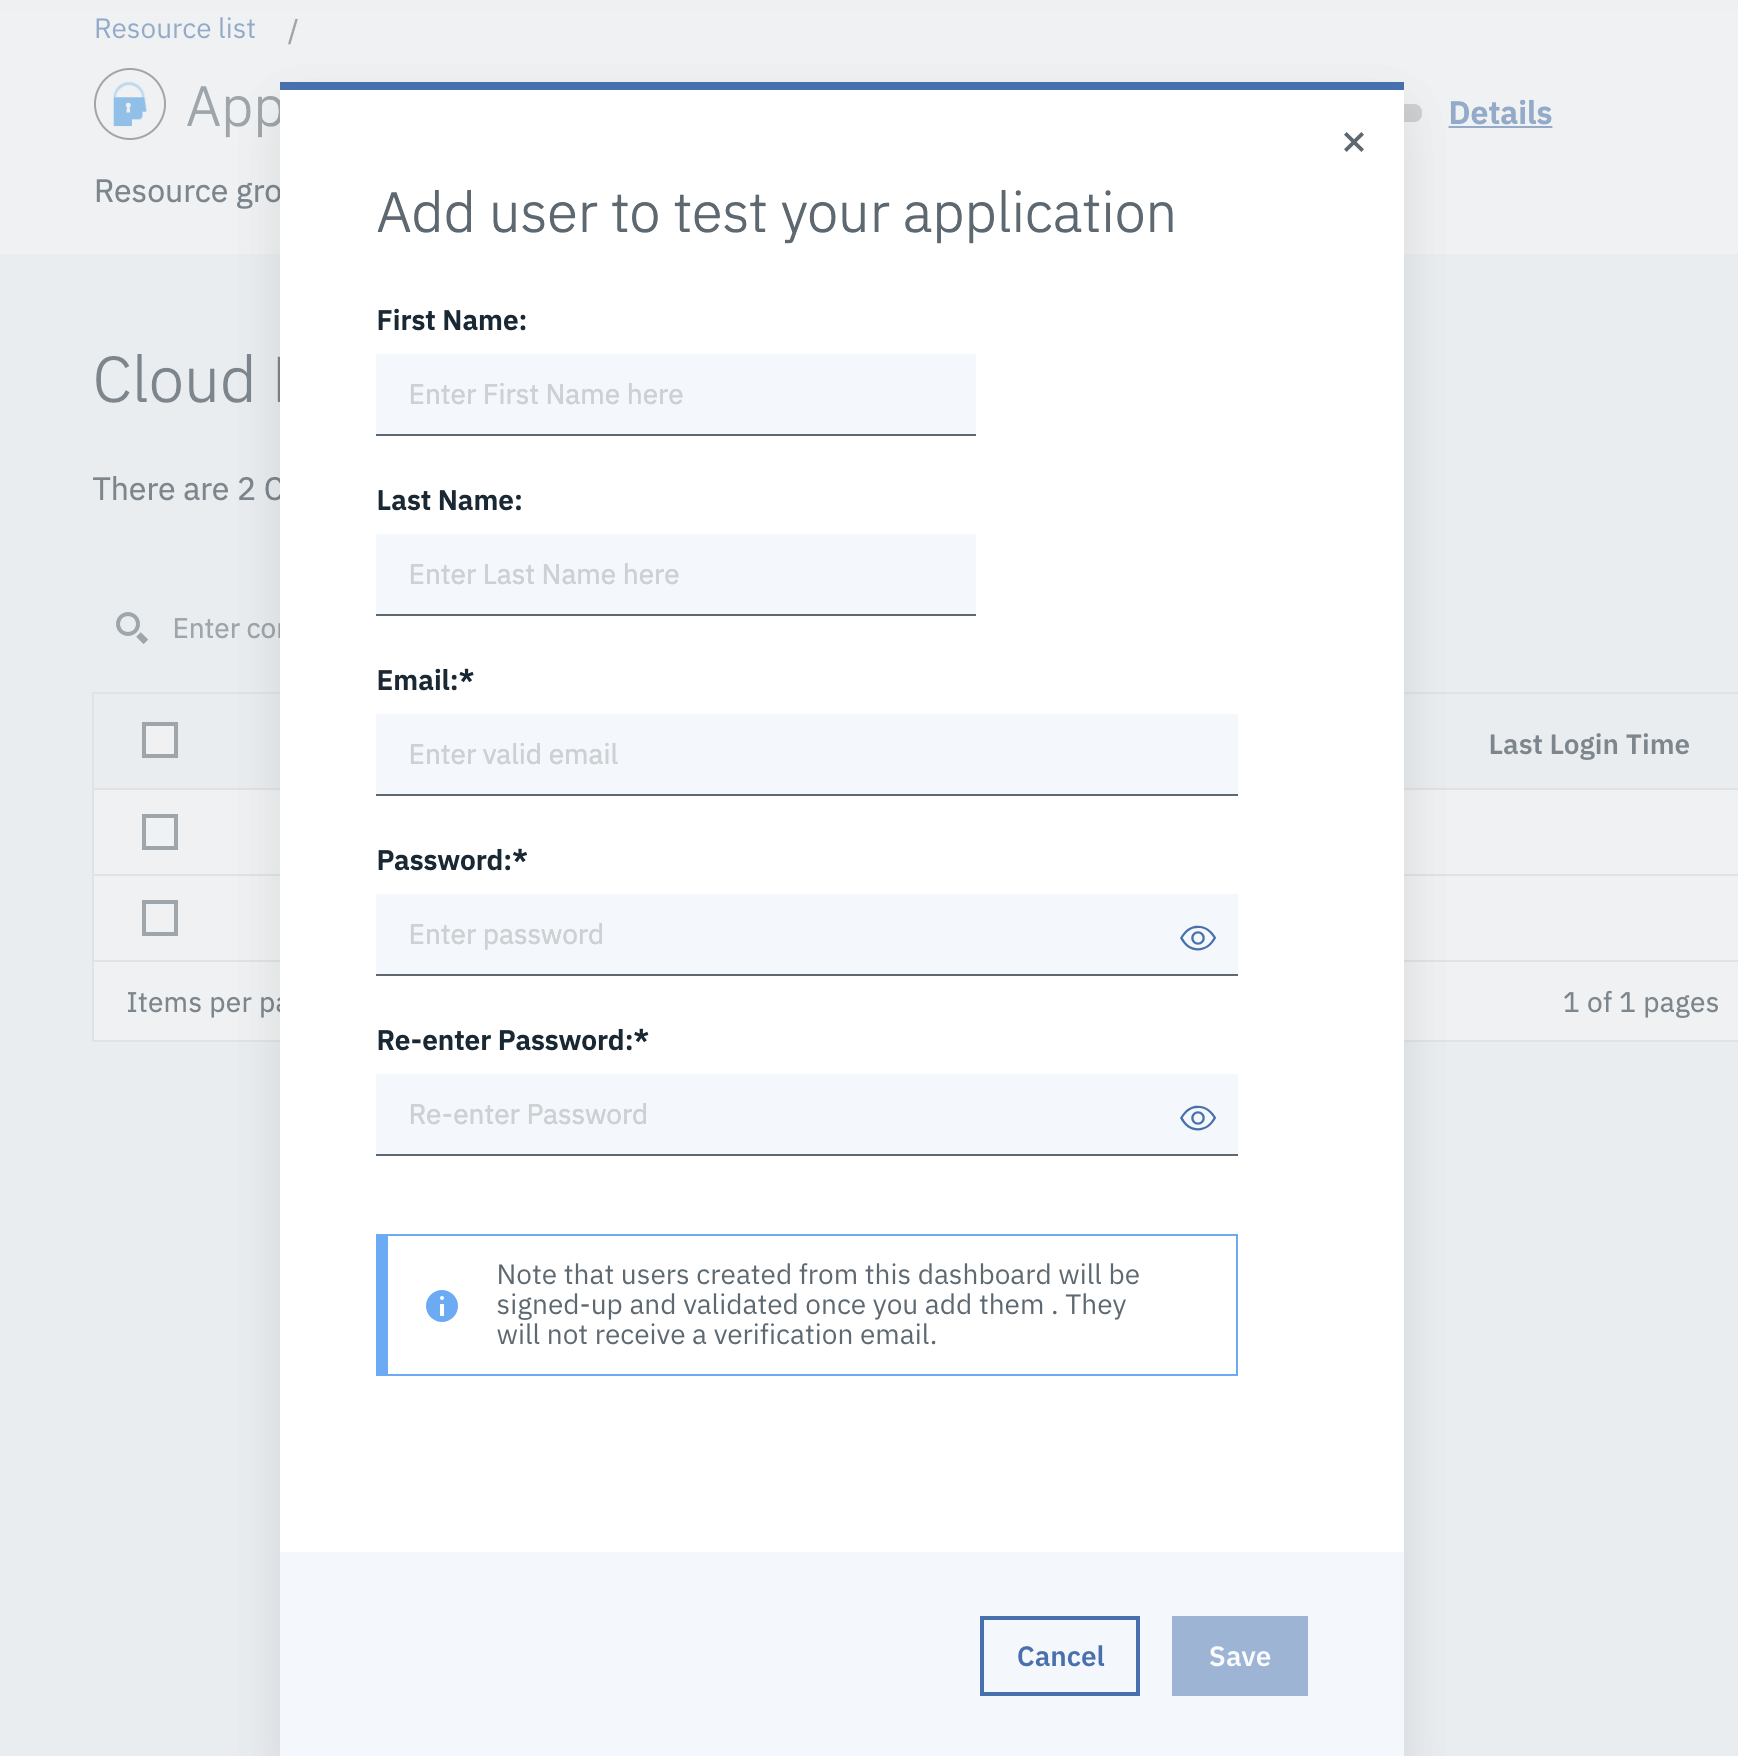 Resource list /
App
Details
Resource gro
Add user to test your application
First Name:
Enter First Name here
Last Name:
Enter Last Name here
Email:*
Enter valid email
Password:*
Enter password
Re-enter Password:*
Re-enter Password
Note that users created from this dashboard will be
signed-up and validated once you add them . They
will not receive a verification email.
Cancel
Save
Cloud
There are 2
Enter
Last Login Time
Items per
1 of 1 pages